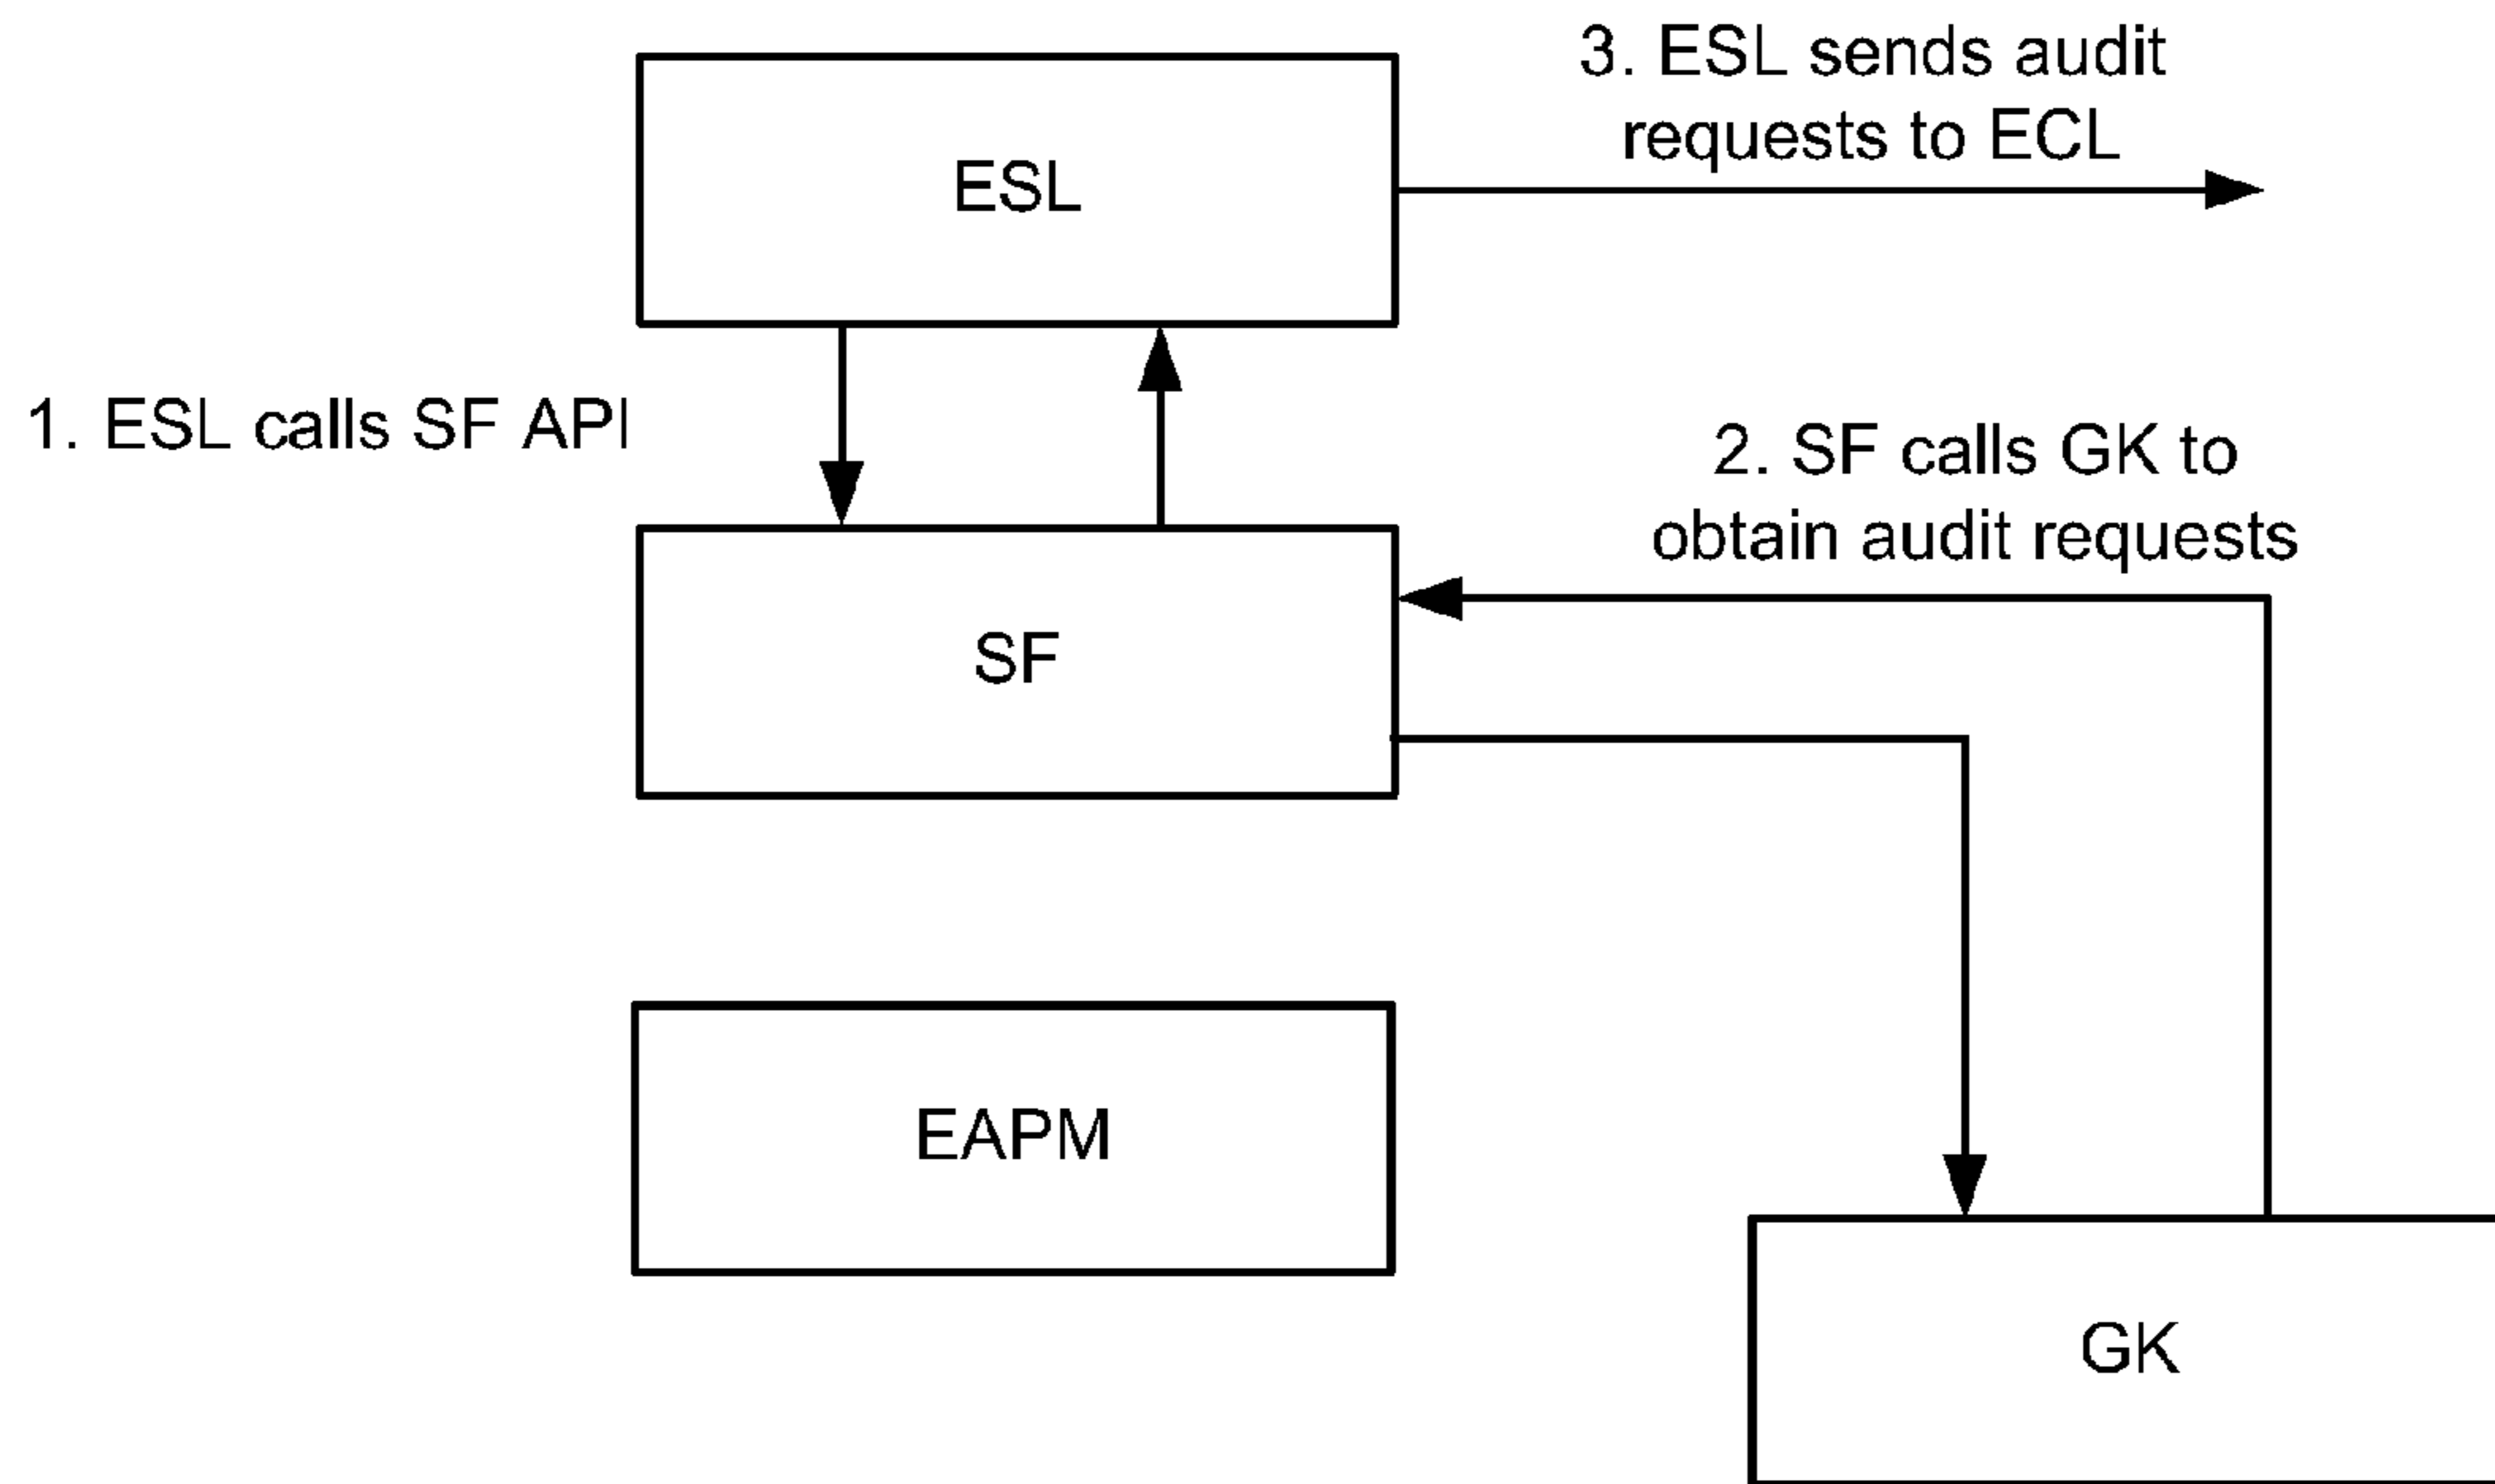 3. ESL sends audit
requests to ECL
ESL
1. ESL calls SF API
2. SF calls GK to
obtain audit requests
SF
EAPM
GK